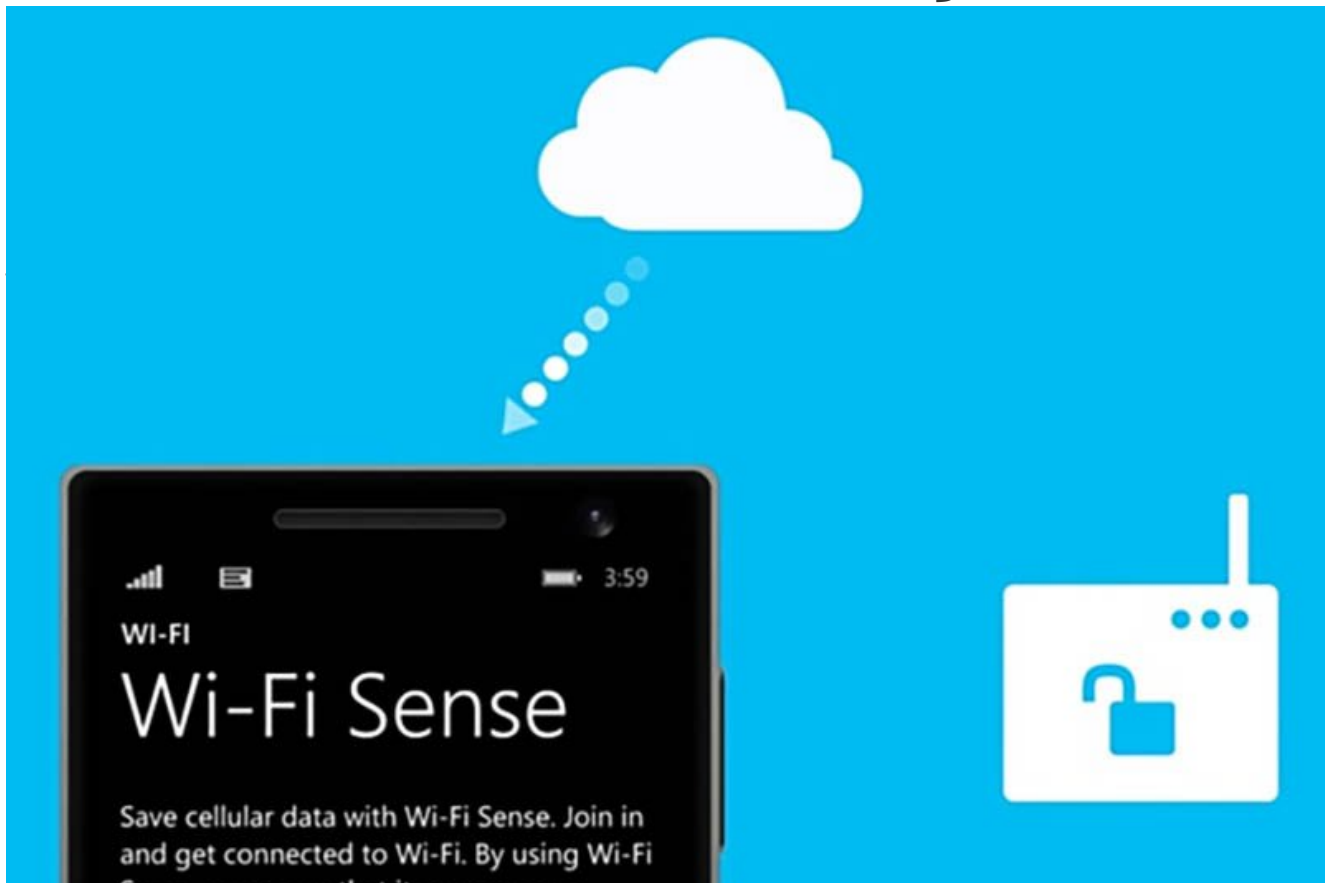 3:59
WI-FI
Wi-Fi Sense
Save cellular data with Wi-Fi Sense. Join in
and get connected to Wi-Fi. By using Wi-Fi